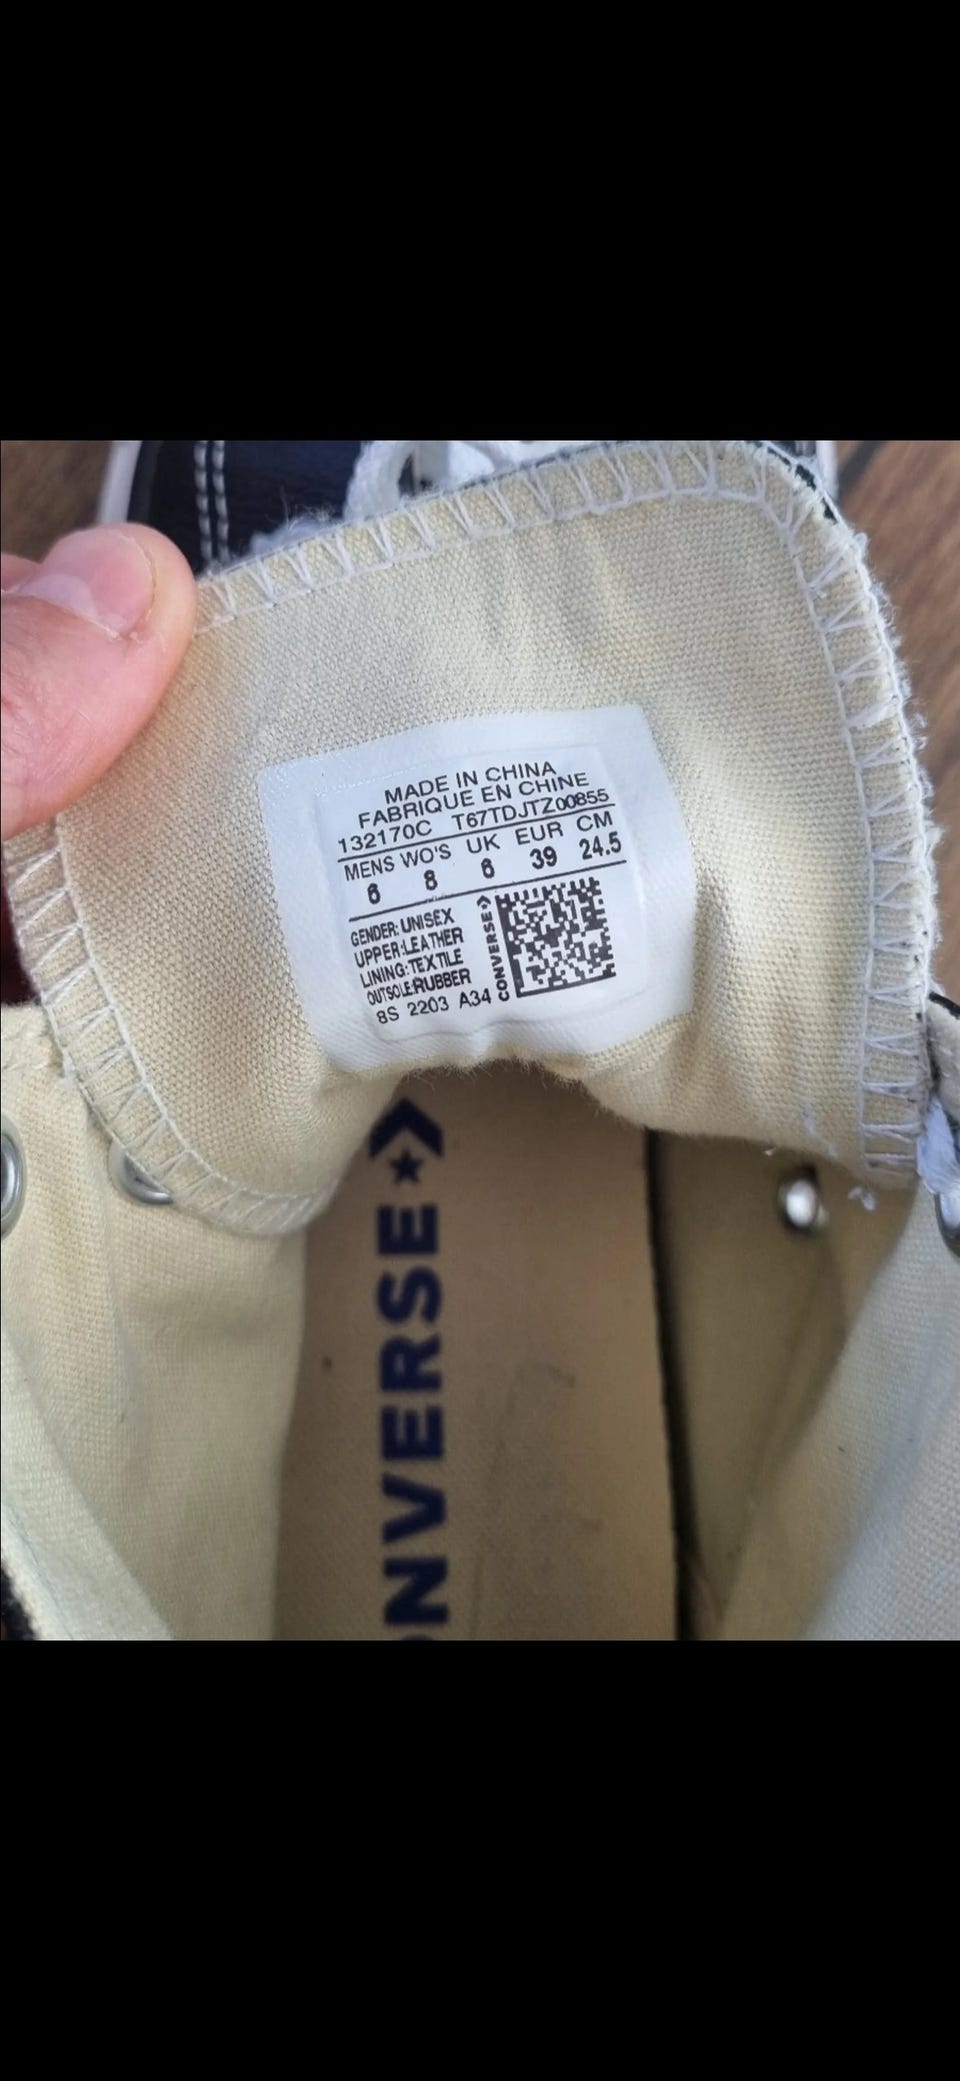 MADE IN CHINA
FABRIQUE EN CHINE
132170C T67TDJTZ00855
MENS WO'S UK EUR CM
6 8 6 39 24.5
GENDER: UNISEX
UPPER:LEATHER
LINING:TEXTILE
OUTSOLE:RUBBER
8S 2203 A34
CONVERSE
NVERSE